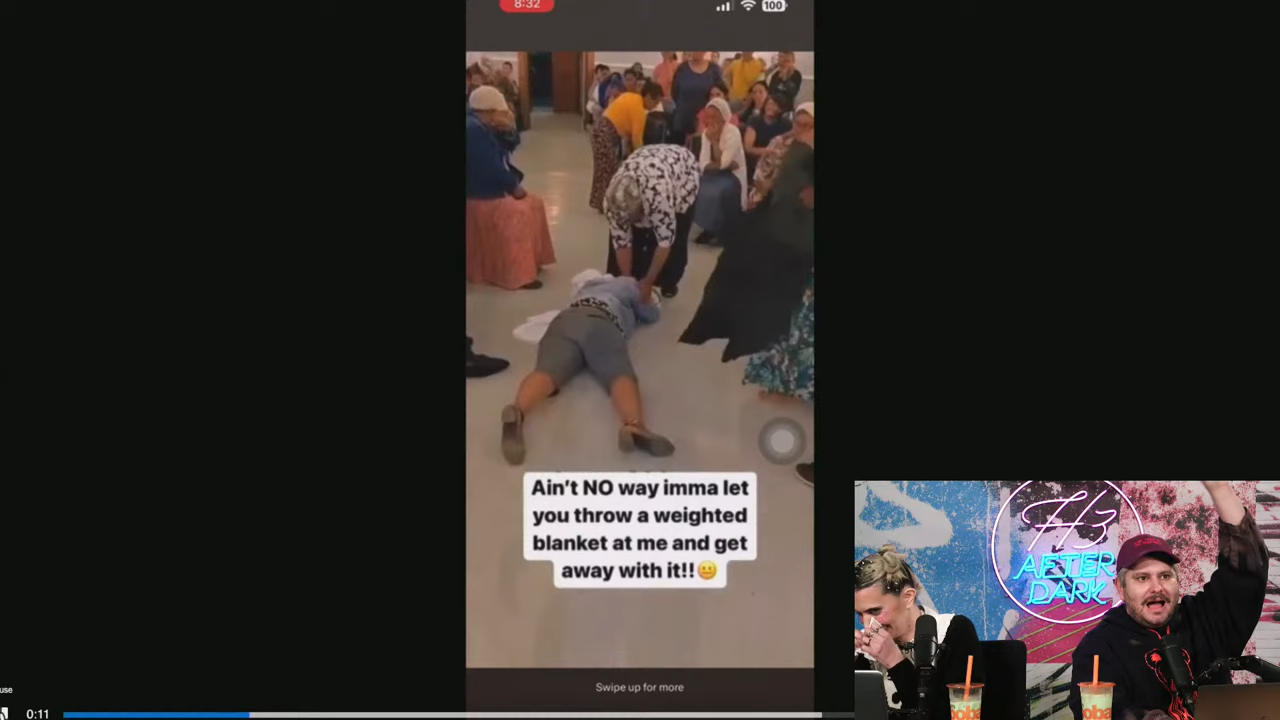 8:32
100
Ain't NO way imma let
you throw a weighted
blanket at me and get
away with it!!😐
Swipe up for more
H3
AFTER
DARK
use
0:11